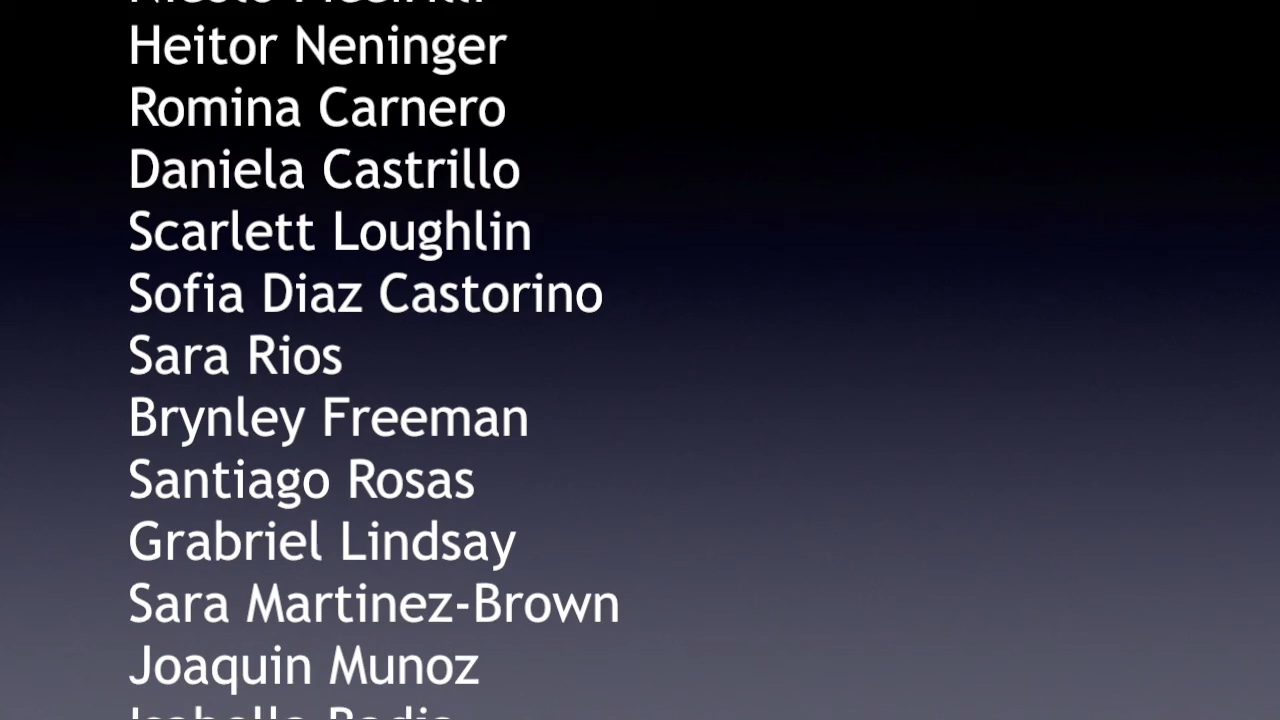 Heitor Neninger
Romina Carnero
Daniela Castrillo
Scarlett Loughlin
Sofia Diaz Castorino
Sara Rios
Brynley Freeman
Santiago Rosas
Grabriel Lindsay
Sara Martinez-Brown
Joaquin Munoz